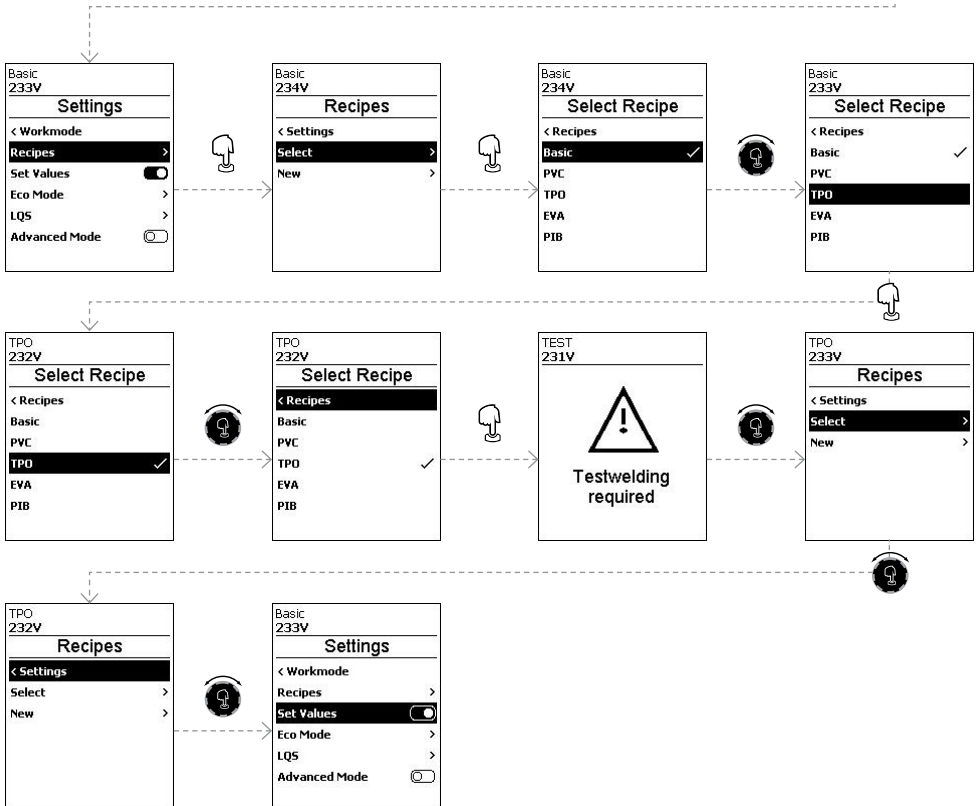 Basic
233V
Settings
< Workmode
Recipes >
Set Values
Eco Mode >
LQS >
Advanced Mode
Basic
234V
Recipes
< Settings
Select >
New >
Basic
234V
Select Recipe
< Recipes
Basic ✓
PVC
TPO
EVA
PIB
Basic
233V
Select Recipe
< Recipes
Basic ✓
PVC
TPO
EVA
PIB
TPO
232V
Select Recipe
< Recipes
Basic
PVC
TPO ✓
EVA
PIB
TPO
232V
Select Recipe
< Recipes
Basic
PVC
TPO ✓
EVA
PIB
TEST
231V
Testwelding
required
TPO
233V
Recipes
< Settings
Select >
New >
TPO
232V
Recipes
< Settings
Select >
New >
Basic
233V
Settings
< Workmode
Recipes >
Set Values
Eco Mode >
LQS >
Advanced Mode